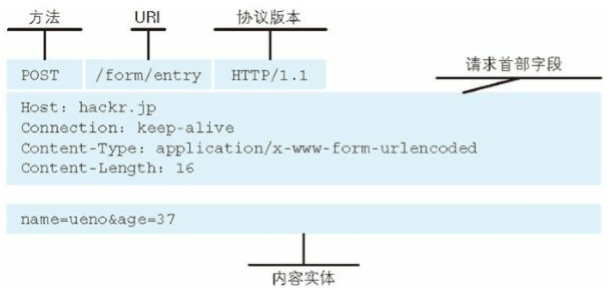 方法 URI 协议版本
POST /form/entry HTTP/1.1
请求首部字段
Host: hackr.jp
Connection: keep-alive
Content-Type: application/x-www-form-urlencoded
Content-Length: 16
name=ueno&age=37
内容实体